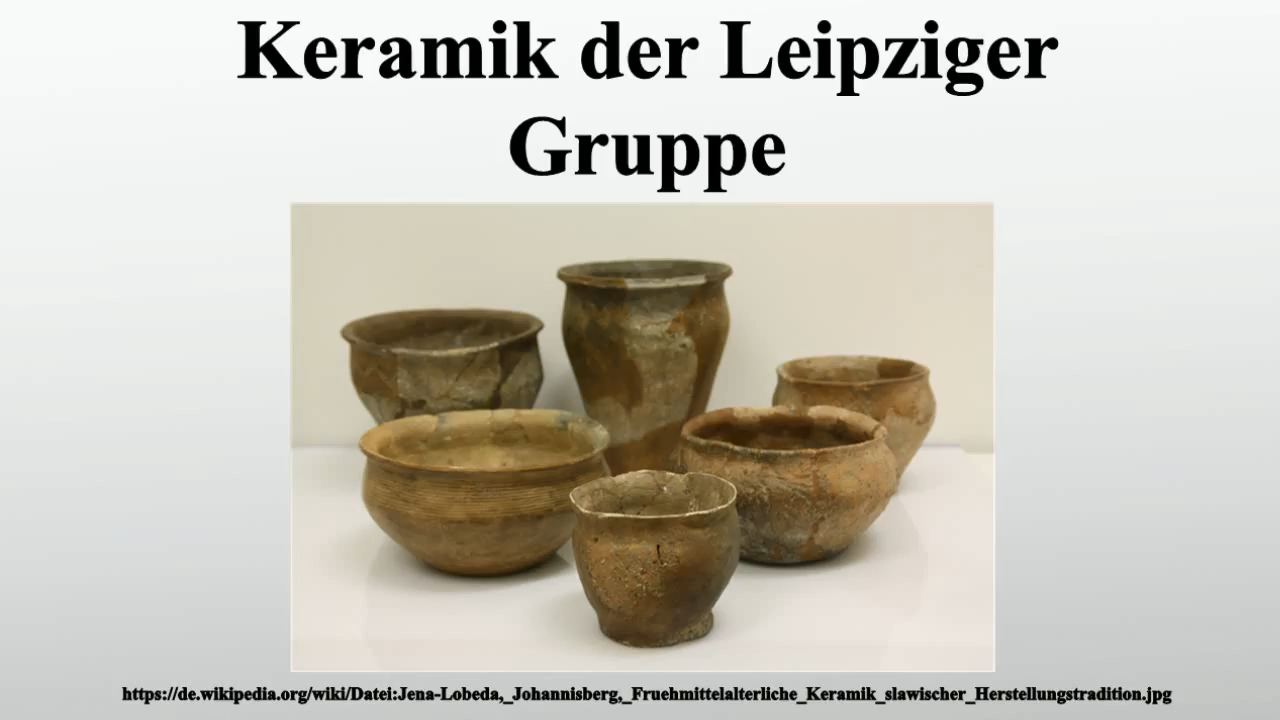 Keramik der Leipziger
Gruppe
https://de.wikipedia.org/wiki/Datei:Jena-Lobeda,_Johannisberg,_Fruehmittelalterliche_Keramik_slawischer_Herstellungstradition.jpg